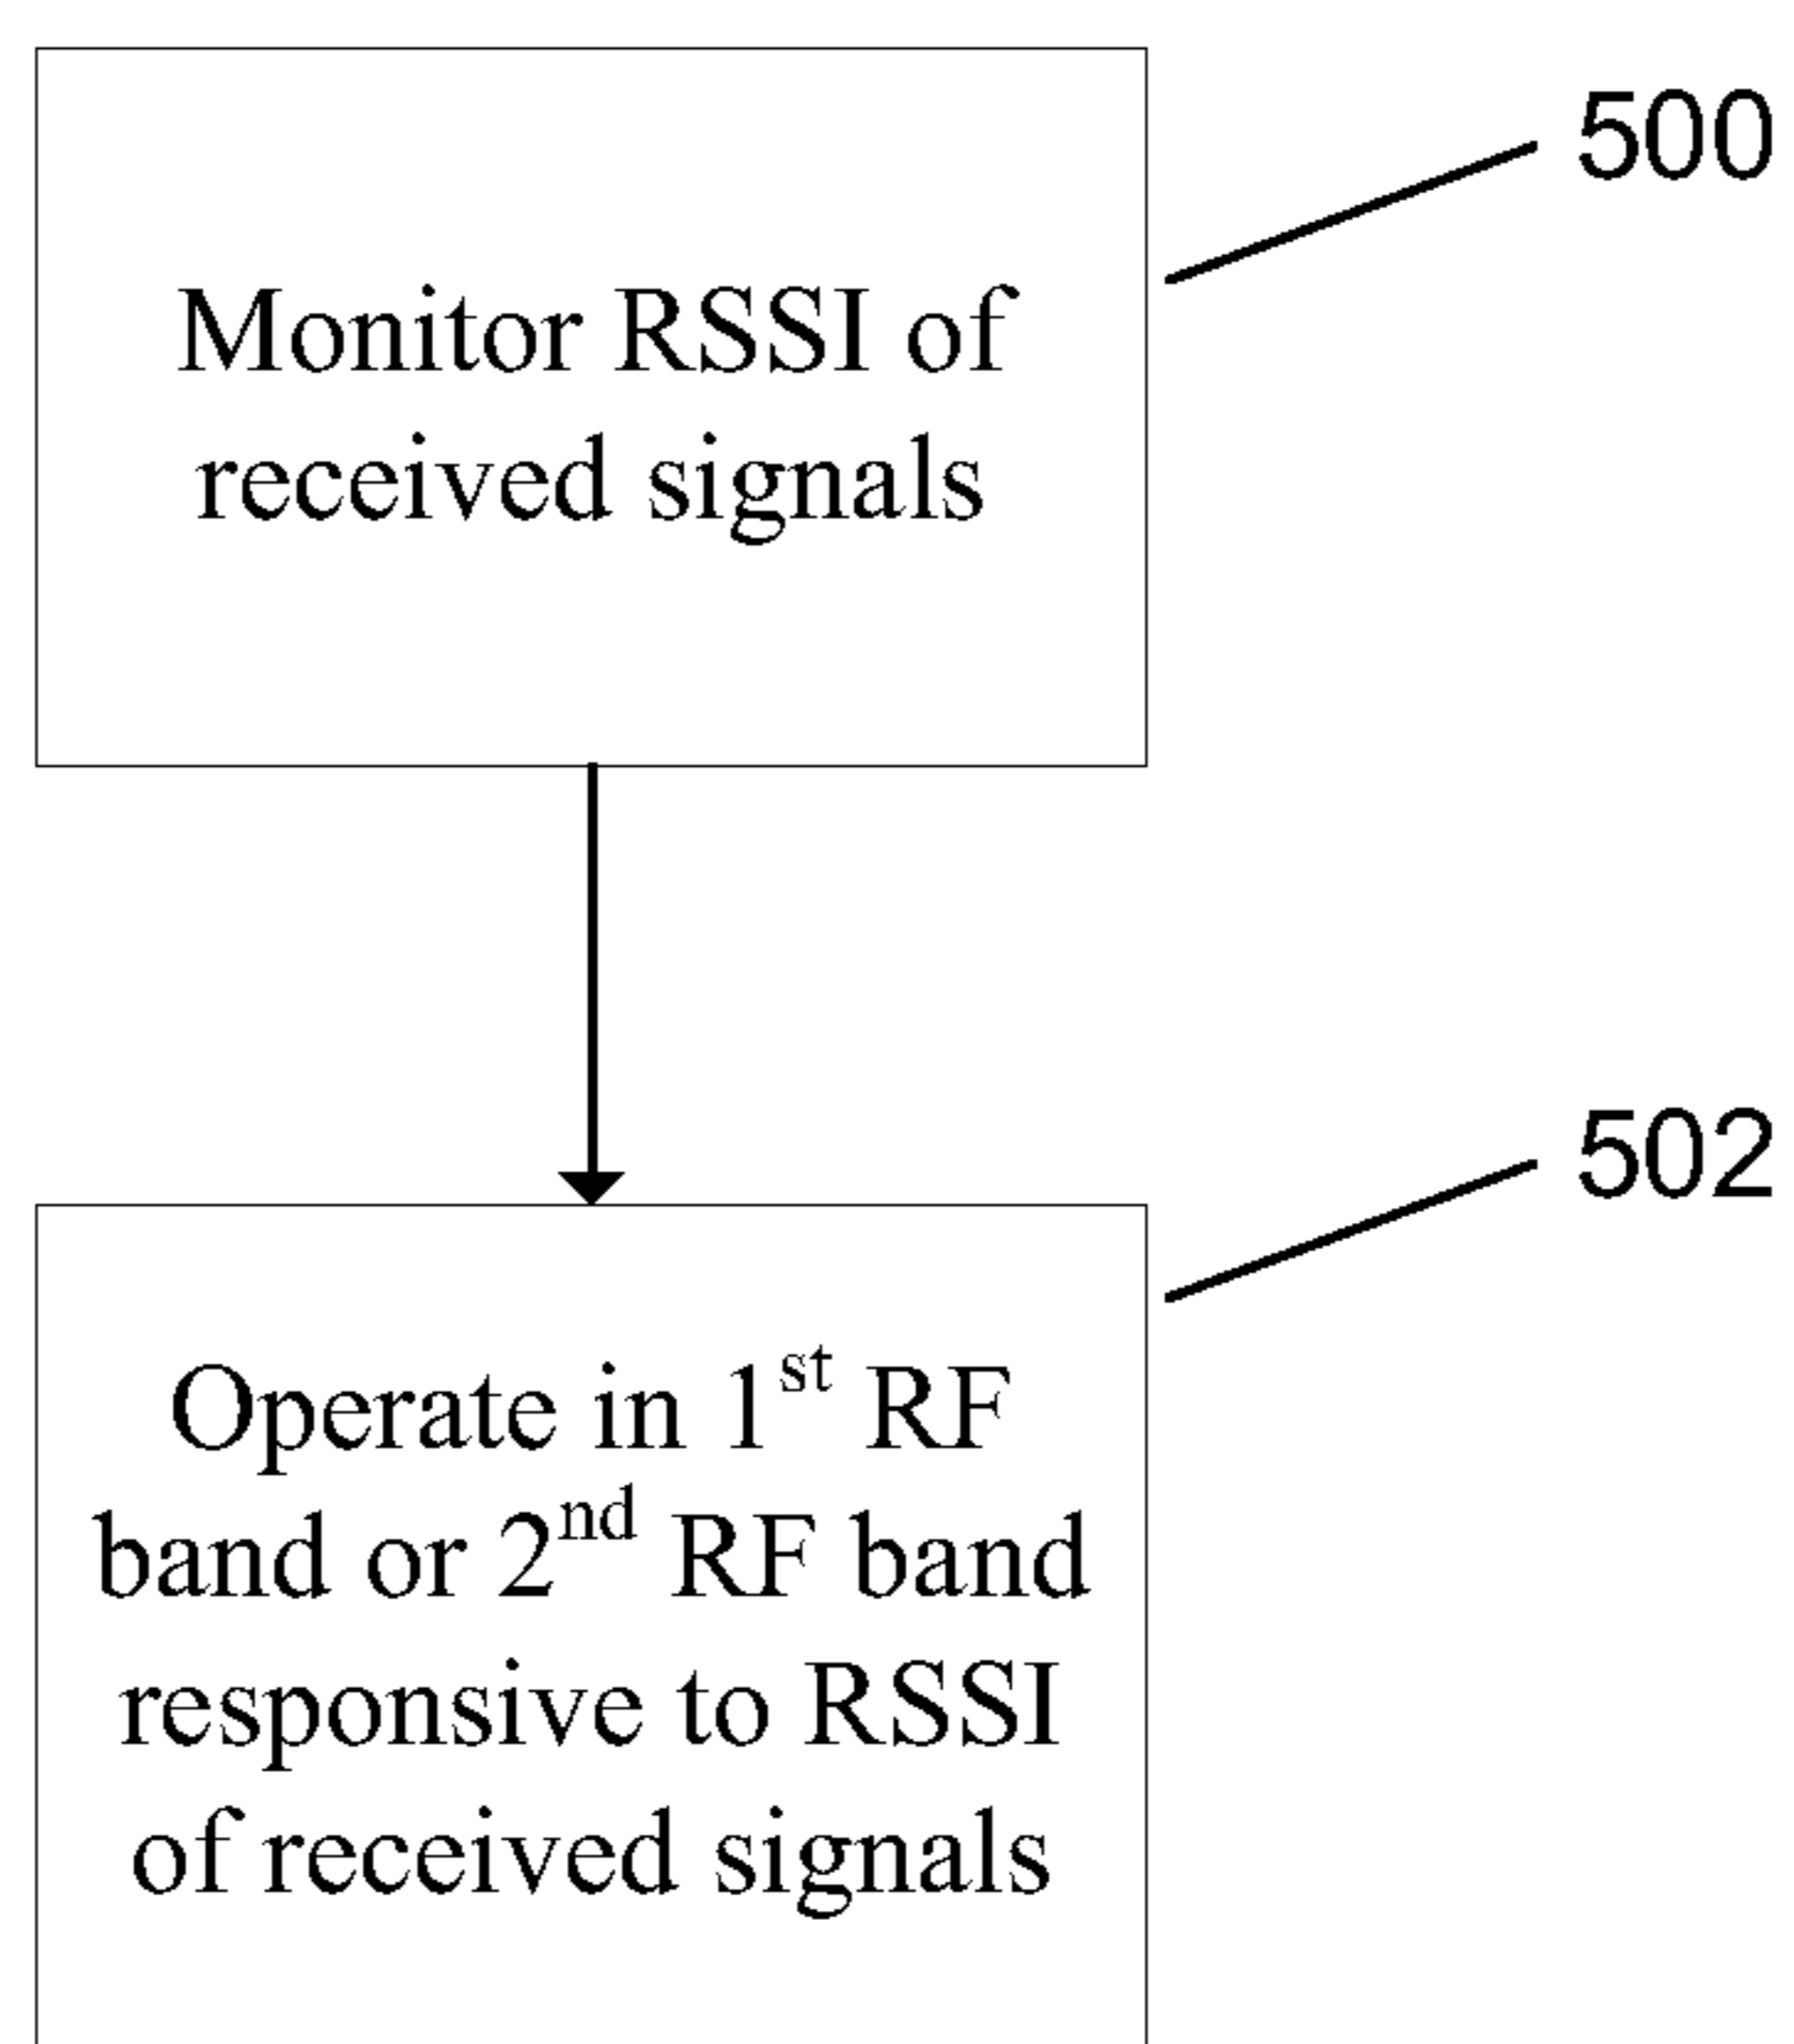 500
Monitor RSSI of
received signals
502
Operate in 1st RF
band or 2nd RF band
responsive to RSSI
of received signals